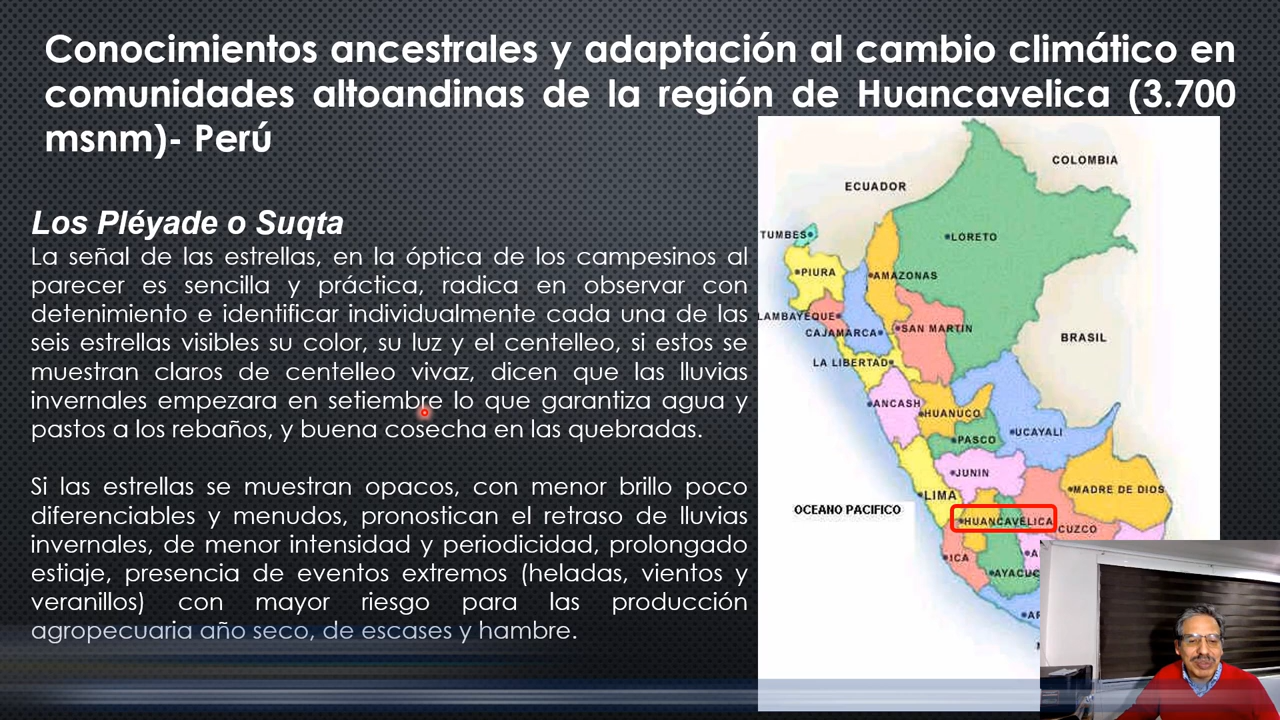 Conocimientos ancestrales y adaptación al cambio climático en
comunidades altoandinas de la región de Huancavelica (3.700
msnm)- Perú
Los Pléyade o Suqta
La señal de las estrellas, en la óptica de los campesinos al
parecer es sencilla y práctica, radica en observar con
detenimiento e identificar individualmente cada una de las
seis estrellas visibles su color, su luz y el centelleo, si estos se
muestran claros de centelleo vivaz, dicen que las lluvias
invernales empezara en setiembre lo que garantiza agua y
pastos a los rebaños, y buena cosecha en las quebradas.
Si las estrellas se muestran opacos, con menor brillo poco
diferenciables y menudos, pronostican el retraso de lluvias
invernales, de menor intensidad y periodicidad, prolongado
estiaje, presencia de eventos extremos (heladas, vientos y
veranillos) con mayor riesgo para las producción
agropecuaria año seco, de escases y hambre.
COLOMBIA
ECUADOR
TUMBES
LORETO
PIURA
AMAZONAS
LAMBAYEQUE
CAJAMARCA
SAN MARTIN
BRASIL
LA LIBERTAD
ANCASH
HUANUCO
UCAYALI
PASCO
JUNIN
LIMA
MADRE DE DIOS
OCEANO PACIFICO
HUANCAVELICA
CUZCO
ICA
A
AYACUC
AR